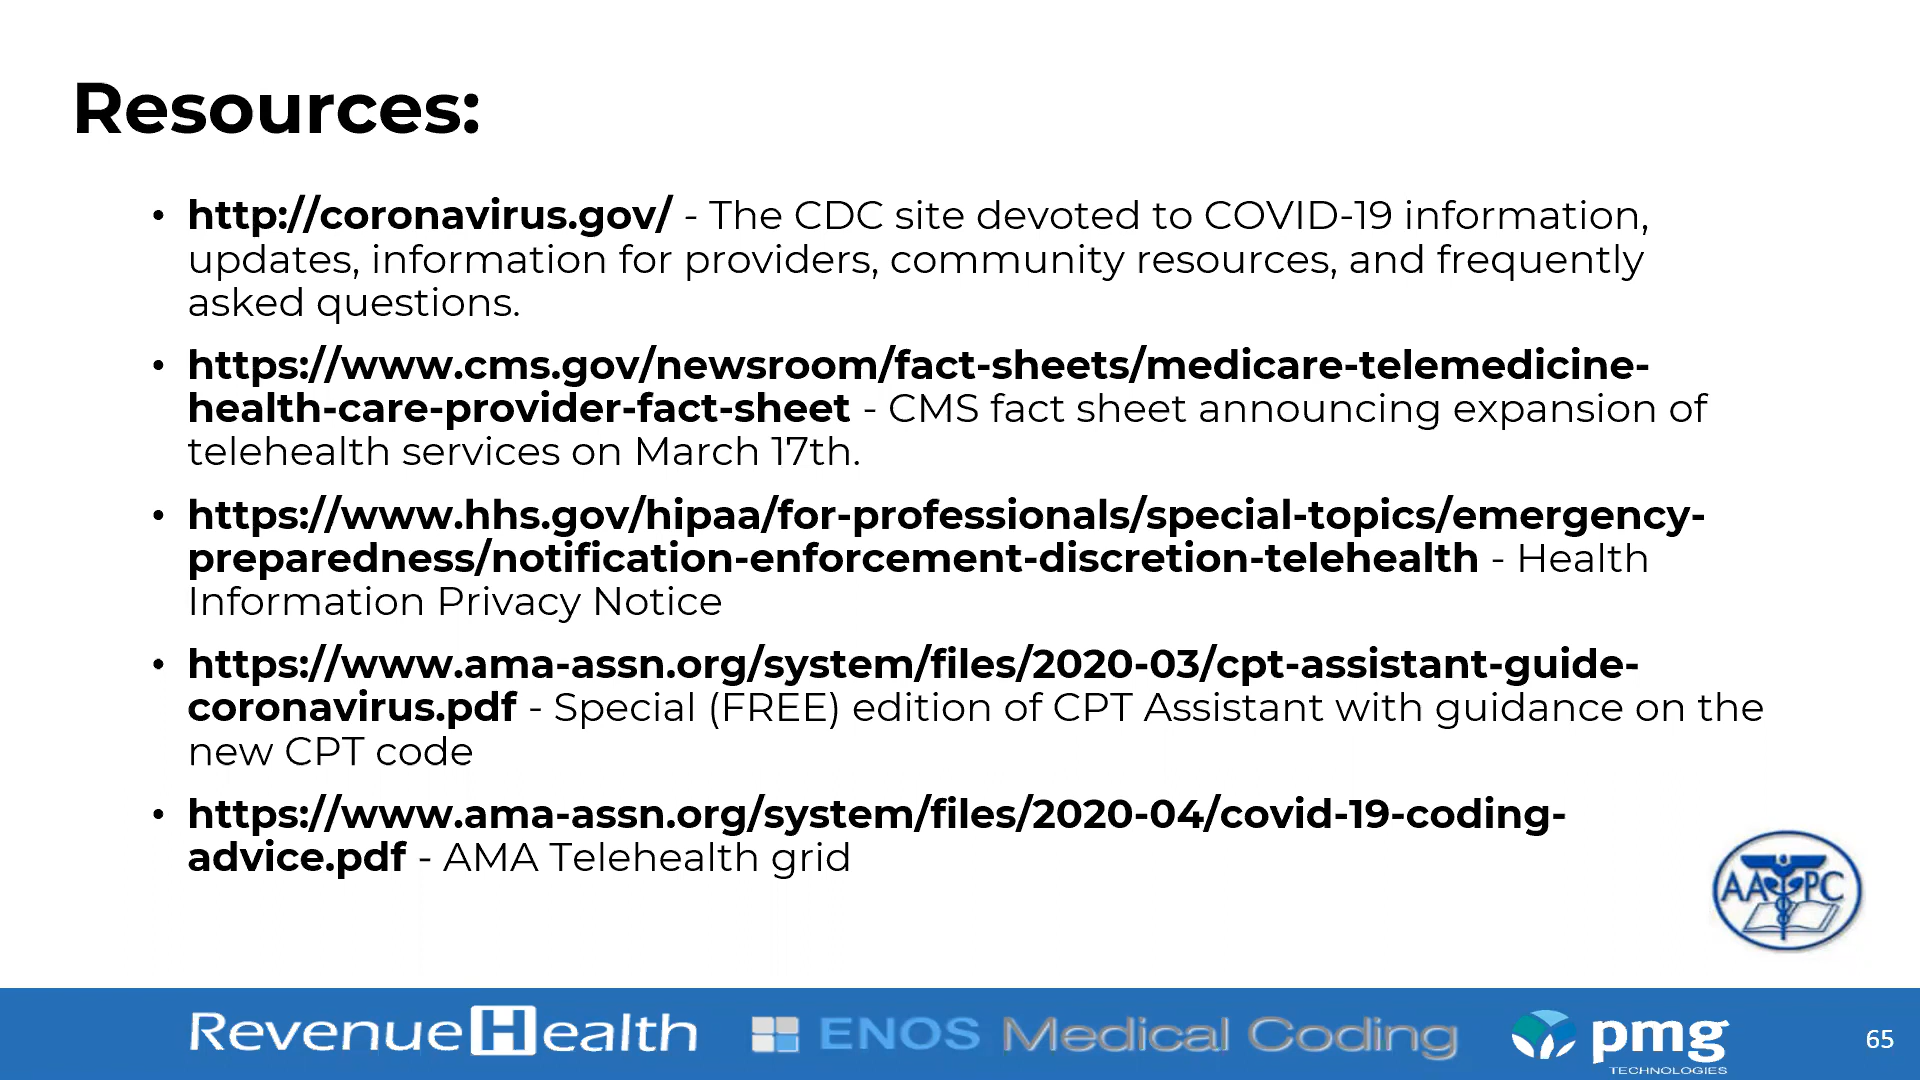 Resources:
• http://coronavirus.gov/ - The CDC site devoted to COVID-19 information,
updates, information for providers, community resources, and frequently
asked questions.
• https://www.cms.gov/newsroom/fact-sheets/medicare-telemedicine-
health-care-provider-fact-sheet - CMS fact sheet announcing expansion of
telehealth services on March 17th.
• https://www.hhs.gov/hipaa/for-professionals/special-topics/emergency-
preparedness/notification-enforcement-discretion-telehealth - Health
Information Privacy Notice
• https://www.ama-assn.org/system/files/2020-03/cpt-assistant-guide-
coronavirus.pdf - Special (FREE) edition of CPT Assistant with guidance on the
new CPT code
• https://www.ama-assn.org/system/files/2020-04/covid-19-coding-
advice.pdf - AMA Telehealth grid
AAPC
RevenueHealth
ENOS Medical Coding
pmg
TECHNOLOGIES
65